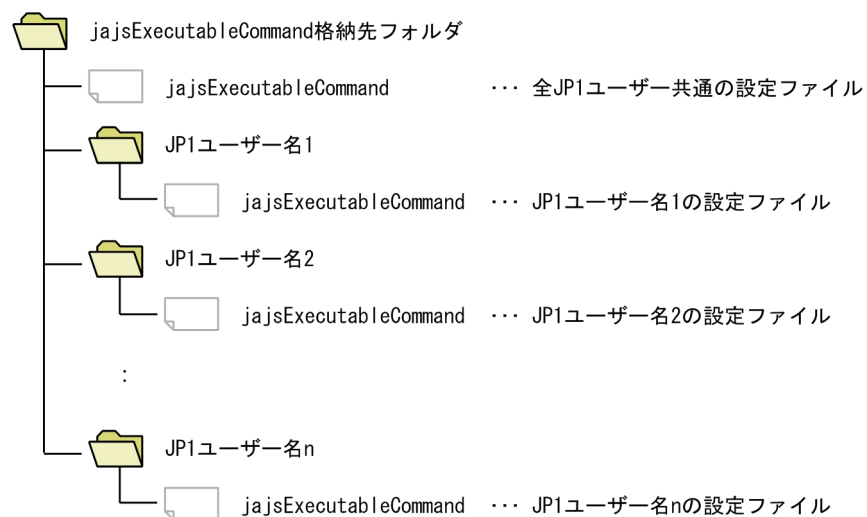 jajsExecutableCommand格納先フォルダ
jajsExecutableCommand ･･･ 全JP1ユーザー共通の設定ファイル
JP1ユーザー名1
jajsExecutableCommand ･･･ JP1ユーザー名1の設定ファイル
JP1ユーザー名2
jajsExecutableCommand ･･･ JP1ユーザー名2の設定ファイル
:
JP1ユーザー名n
jajsExecutableCommand ･･･ JP1ユーザー名nの設定ファイル